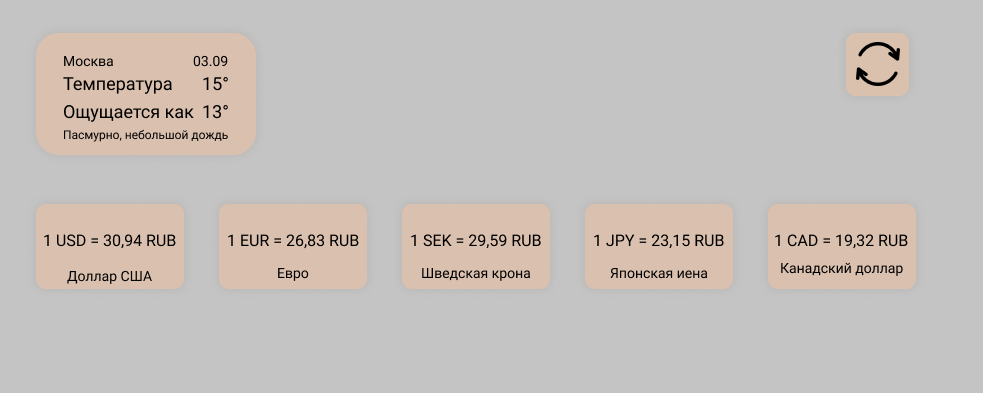 Москва 03.09
Температура 15°
Ощущается как 13°
Пасмурно, небольшой дождь
1 USD = 30,94 RUB
Доллар США
1 EUR = 26,83 RUB
Евро
1 SEK = 29,59 RUB
Шведская крона
1 JPY = 23,15 RUB
Японская иена
1 CAD = 19,32 RUB
Канадский доллар